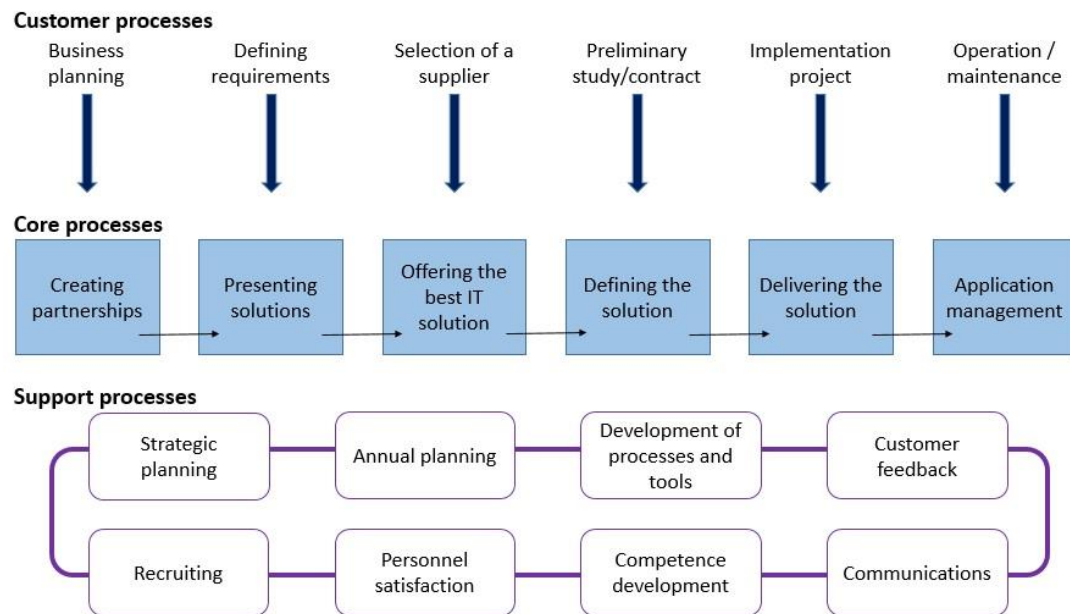 Customer processes
Business
planning
Defining
requirements
Selection of a
supplier
Preliminary
study/contract
Implementation
project
Operation /
maintenance
Core processes
Creating
partnerships
Presenting
solutions
Offering the
best IT
solution
Defining the
solution
Delivering the
solution
Application
management
Support processes
Strategic
planning
Annual planning
Development of
processes and
tools
Customer
feedback
Recruiting
Personnel
satisfaction
Competence
development
Communications